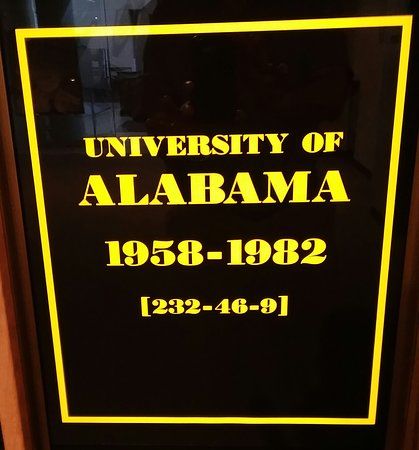 UNIVERSITY OF
ALABAMA
1958-1982
[232-46-9]